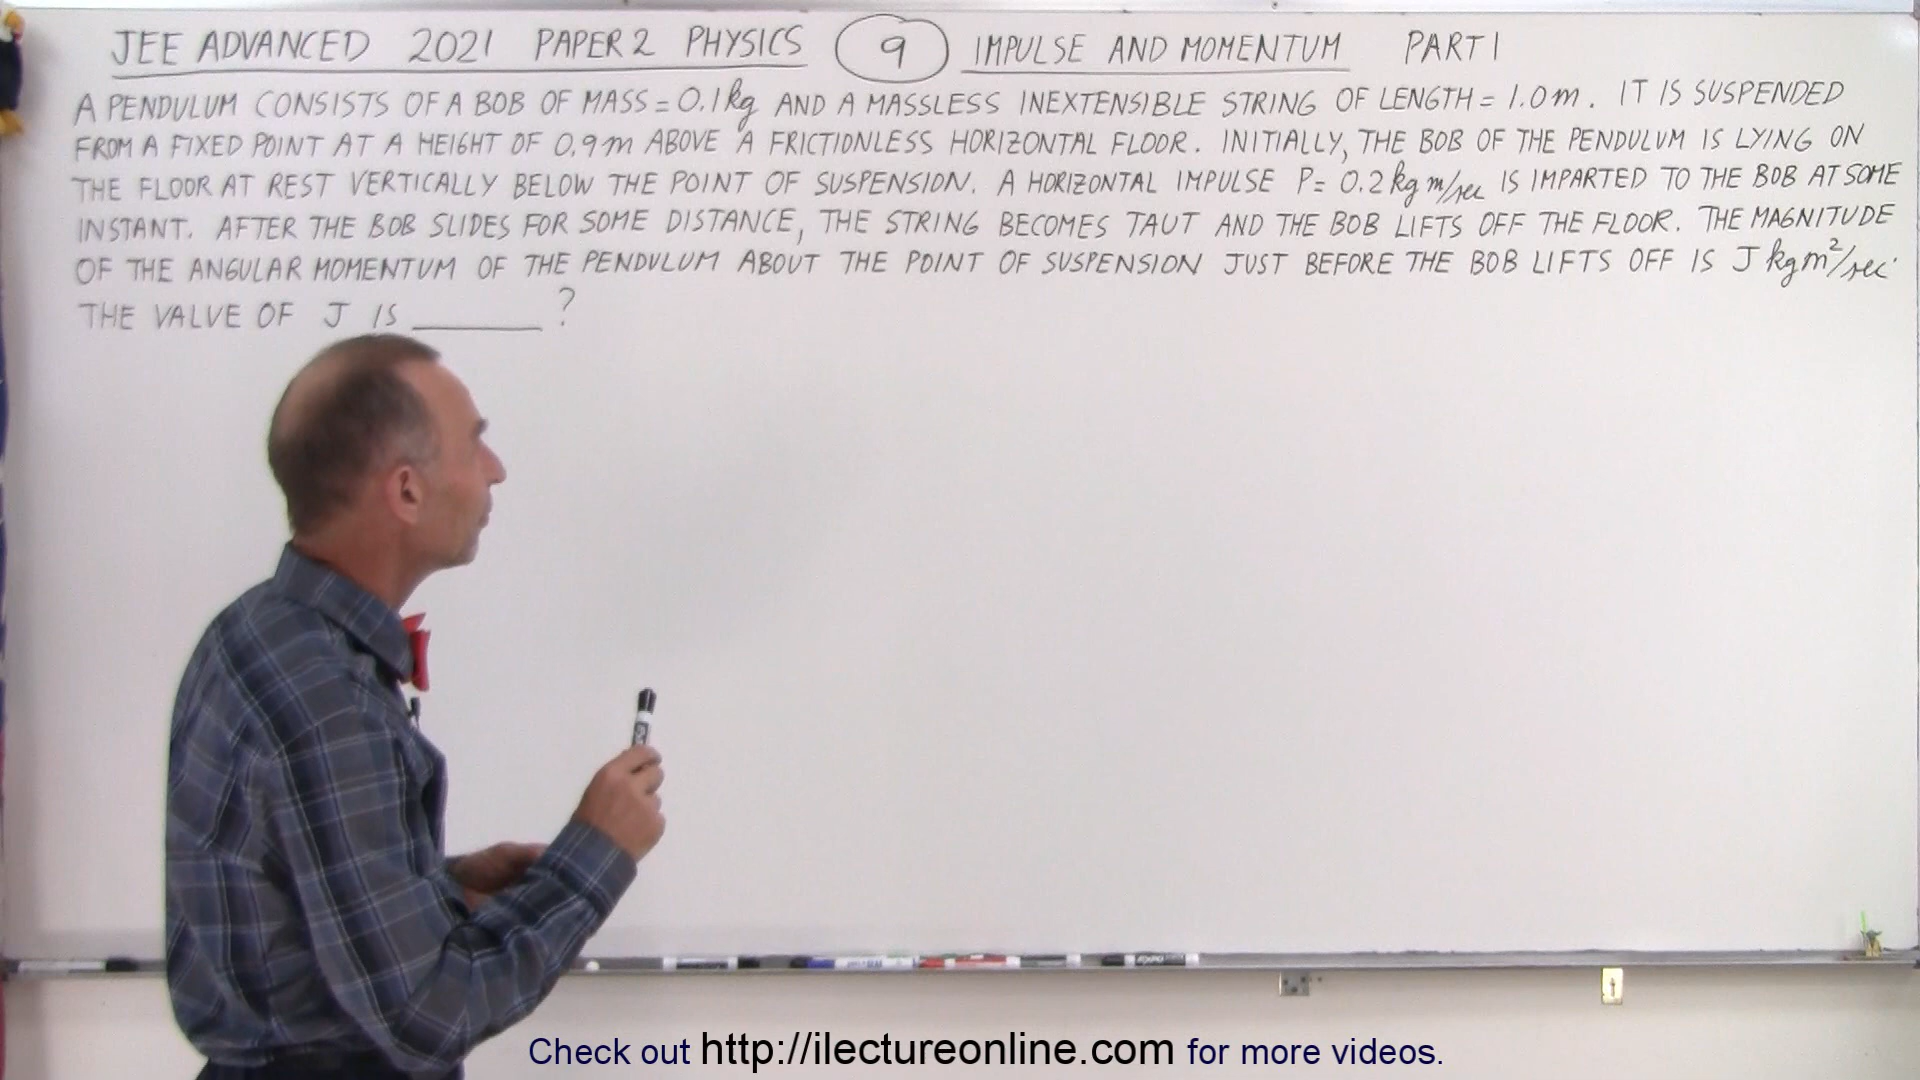 JEE ADVANCED 2021 PAPER 2 PHYSICS 9 IMPULSE AND MOMENTUM PART 1
A PENDULUM CONSISTS OF A BOB OF MASS = 0.1 kg AND A MASSLESS INEXTENSIBLE STRING OF LENGTH = 1.0 m. IT IS SUSPENDED
FROM A FIXED POINT AT A HEIGHT OF 0.9 m ABOVE A FRICTIONLESS HORIZONTAL FLOOR. INITIALLY, THE BOB OF THE PENDULUM IS LYING ON
THE FLOOR AT REST VERTICALLY BELOW THE POINT OF SUSPENSION. A HORIZONTAL IMPULSE P = 0.2 kg m/sec IS IMPARTED TO THE BOB AT SOME
INSTANT. AFTER THE BOB SLIDES FOR SOME DISTANCE, THE STRING BECOMES TAUT AND THE BOB LIFTS OFF THE FLOOR. THE MAGNITUDE
OF THE ANGULAR MOMENTUM OF THE PENDULUM ABOUT THE POINT OF SUSPENSION JUST BEFORE THE BOB LIFTS OFF IS J kg m²/sec.
THE VALUE OF J IS ________ ?
Check out http://ilectureonline.com for more videos.